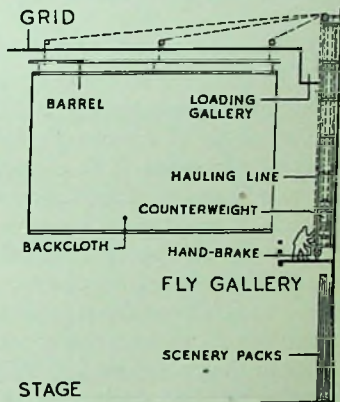 GRID
BARREL
LOADING
GALLERY
HAULING LINE
COUNTERWEIGHT
BACKCLOTH
HAND-BRAKE
FLY GALLERY
SCENERY PACKS
STAGE